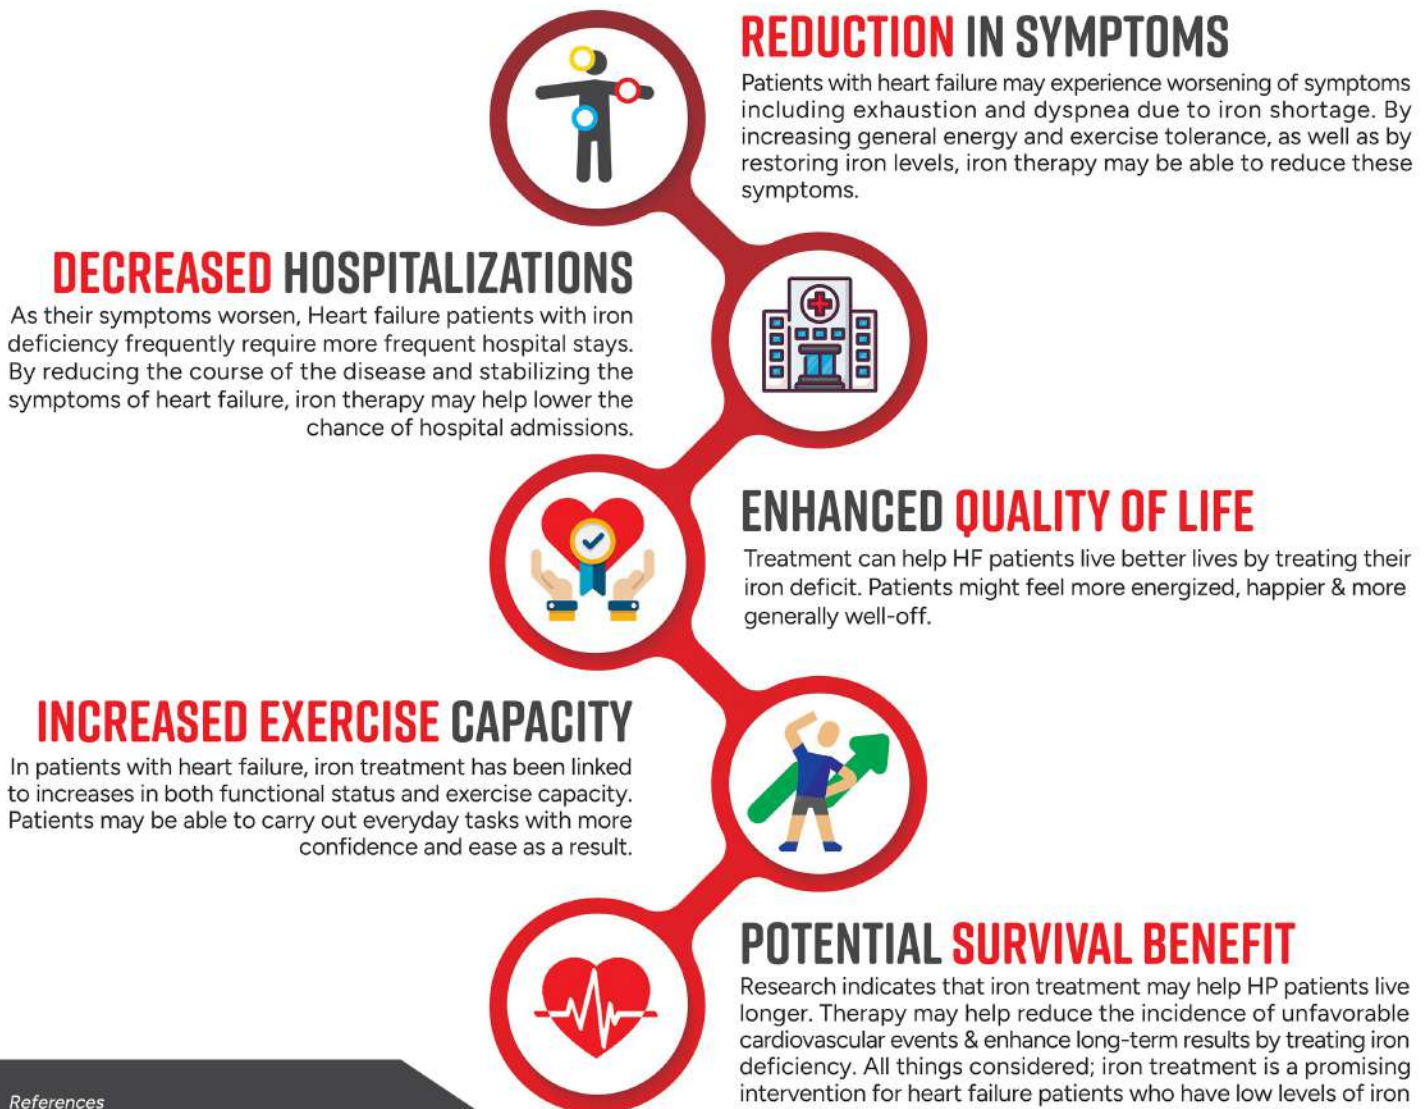 REDUCTION IN SYMPTOMS
Patients with heart failure may experience worsening of symptoms
including exhaustion and dyspnea due to iron shortage. By
increasing general energy and exercise tolerance, as well as by
restoring iron levels, iron therapy may be able to reduce these
symptoms.
DECREASED HOSPITALIZATIONS
As their symptoms worsen, Heart failure patients with iron
deficiency frequently require more frequent hospital stays.
By reducing the course of the disease and stabilizing the
symptoms of heart failure, iron therapy may help lower the
chance of hospital admissions.
ENHANCED QUALITY OF LIFE
Treatment can help HF patients live better lives by treating their
iron deficit. Patients might feel more energized, happier & more
generally well-off.
INCREASED EXERCISE CAPACITY
In patients with heart failure, iron treatment has been linked
to increases in both functional status and exercise capacity.
Patients may be able to carry out everyday tasks with more
confidence and ease as a result.
POTENTIAL SURVIVAL BENEFIT
Research indicates that iron treatment may help HP patients live
longer. Therapy may help reduce the incidence of unfavorable
cardiovascular events & enhance long-term results by treating iron
deficiency. All things considered; iron treatment is a promising
intervention for heart failure patients who have low levels of iron
References